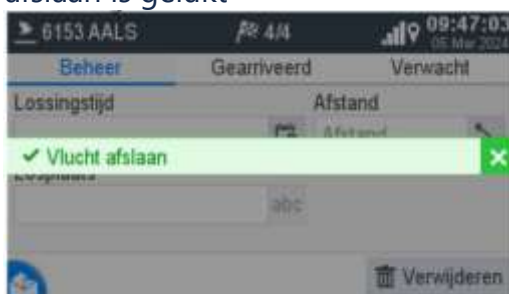 afslaan is gelukt
6153 AALS 4/4 09:47:03
05 Mar 2024
Beheer Gearriveerd Verwacht
Lossingstijd Afstand
Afstand
Vlucht afslaan
Losplaats
abc
Verwijderen